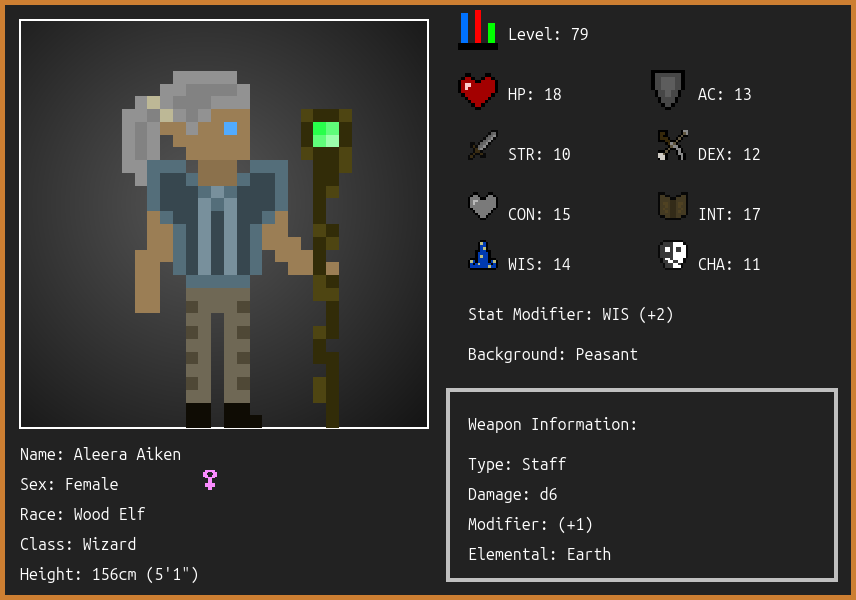 Level: 79
HP: 18
AC: 13
STR: 10
DEX: 12
CON: 15
INT: 17
WIS: 14
CHA: 11
Stat Modifier: WIS (+2)
Background: Peasant
Weapon Information:
Type: Staff
Damage: d6
Modifier: (+1)
Elemental: Earth
Name: Aleera Aiken
Sex: Female
Race: Wood Elf
Class: Wizard
Height: 156cm (5'1")